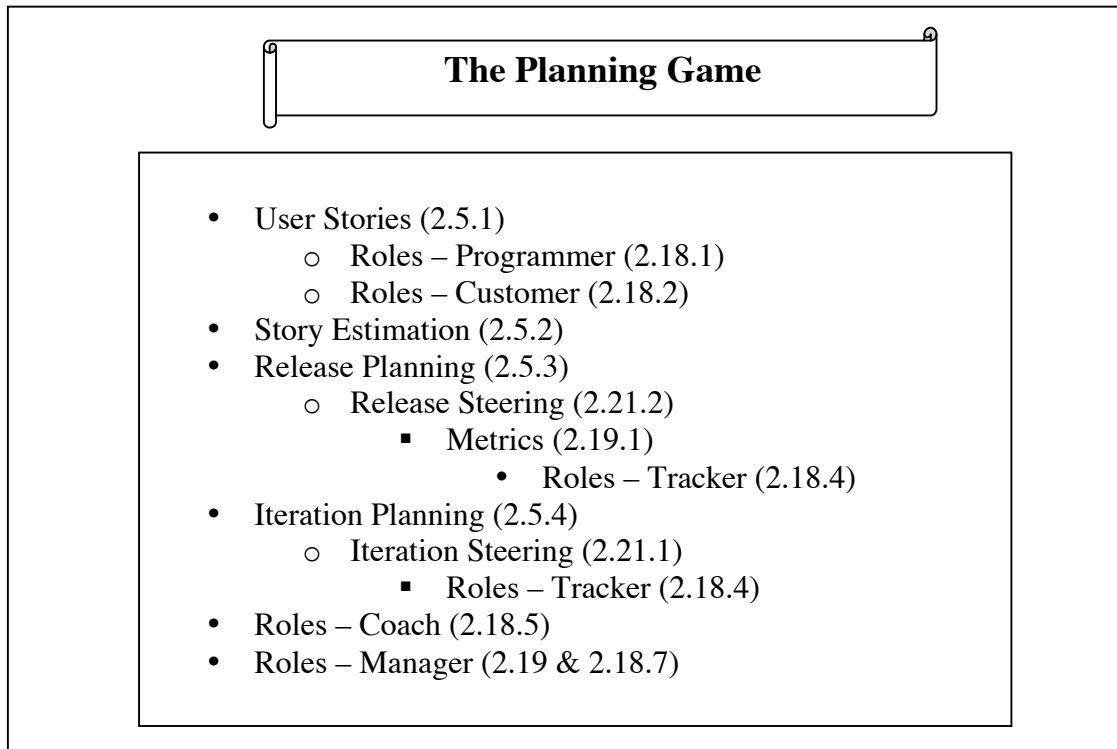 The Planning Game
• User Stories (2.5.1)
o Roles – Programmer (2.18.1)
o Roles – Customer (2.18.2)
• Story Estimation (2.5.2)
• Release Planning (2.5.3)
o Release Steering (2.21.2)
▪ Metrics (2.19.1)
• Roles – Tracker (2.18.4)
• Iteration Planning (2.5.4)
o Iteration Steering (2.21.1)
▪ Roles – Tracker (2.18.4)
• Roles – Coach (2.18.5)
• Roles – Manager (2.19 & 2.18.7)